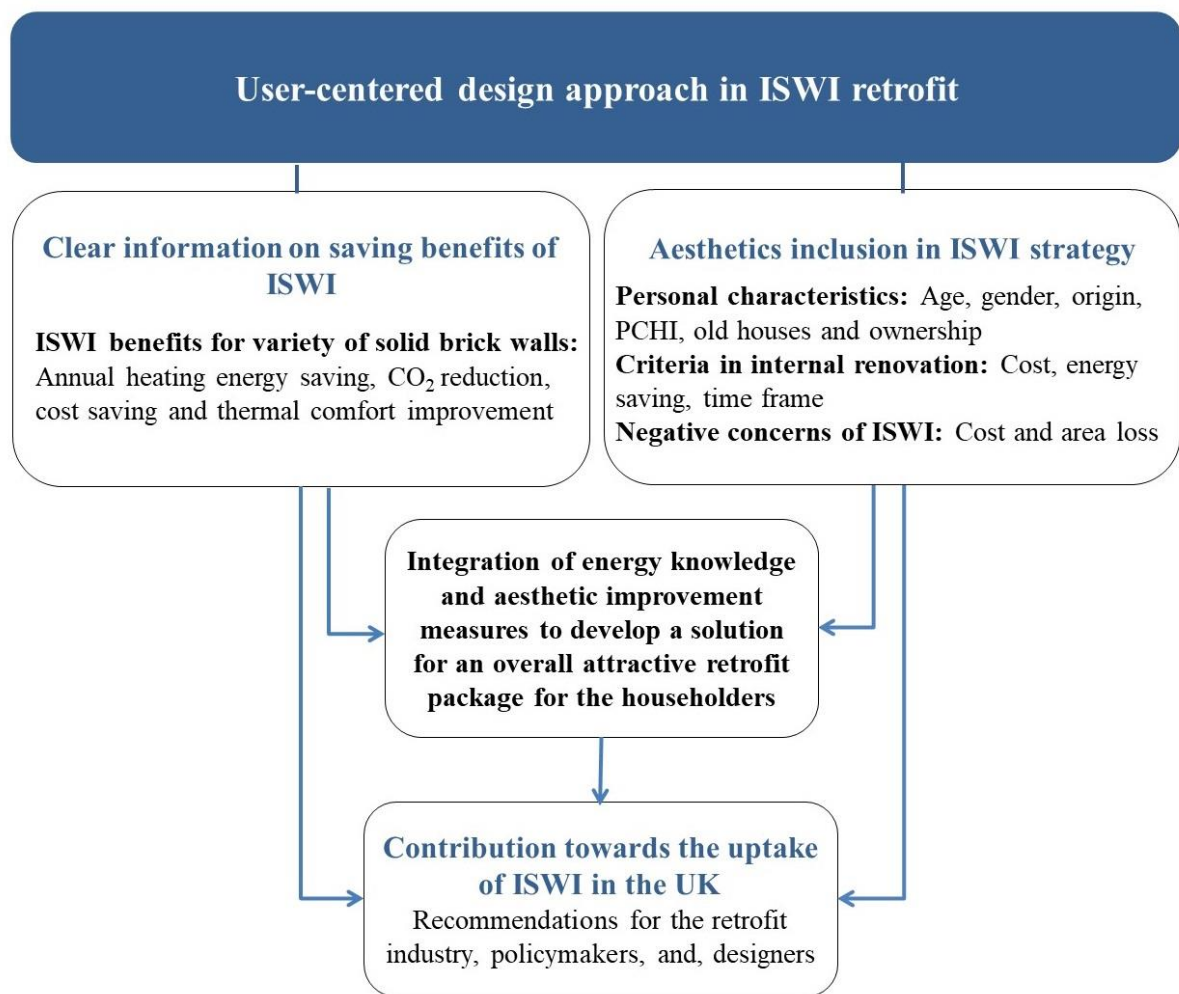 User-centered design approach in ISWI retrofit
Clear information on saving benefits of
ISWI
ISWI benefits for variety of solid brick walls:
Annual heating energy saving, CO₂ reduction,
cost saving and thermal comfort improvement
Aesthetics inclusion in ISWI strategy
Personal characteristics: Age, gender, origin,
PCHI, old houses and ownership
Criteria in internal renovation: Cost, energy
saving, time frame
Negative concerns of ISWI: Cost and area loss
Integration of energy knowledge
and aesthetic improvement
measures to develop a solution
for an overall attractive retrofit
package for the householders
Contribution towards the uptake
of ISWI in the UK
Recommendations for the retrofit
industry, policymakers, and, designers